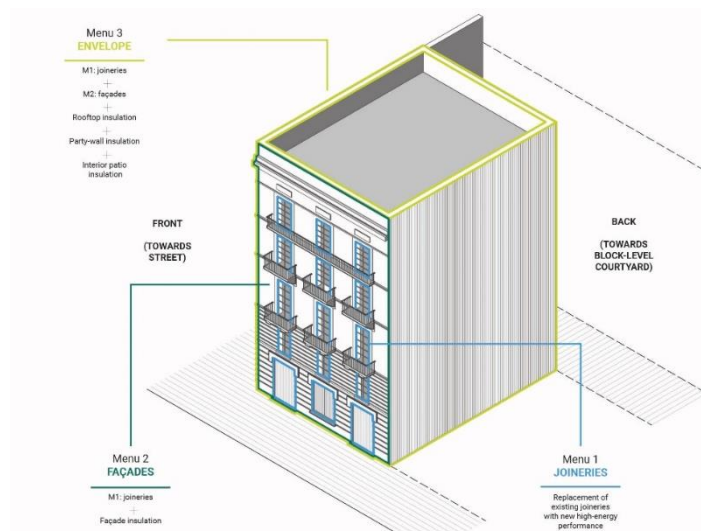 Menu 3
ENVELOPE
M1: joineries
+
M2: façades
+
Rooftop insulation
+
Party-wall insulation
+
Interior patio
insulation
FRONT
(TOWARDS
STREET)
BACK
(TOWARDS
BLOCK-LEVEL
COURTYARD)
Menu 2
FAÇADES
M1: joineries
+
Façade insulation
Menu 1
JOINERIES
Replacement of
existing joineries
with new high-energy
performance